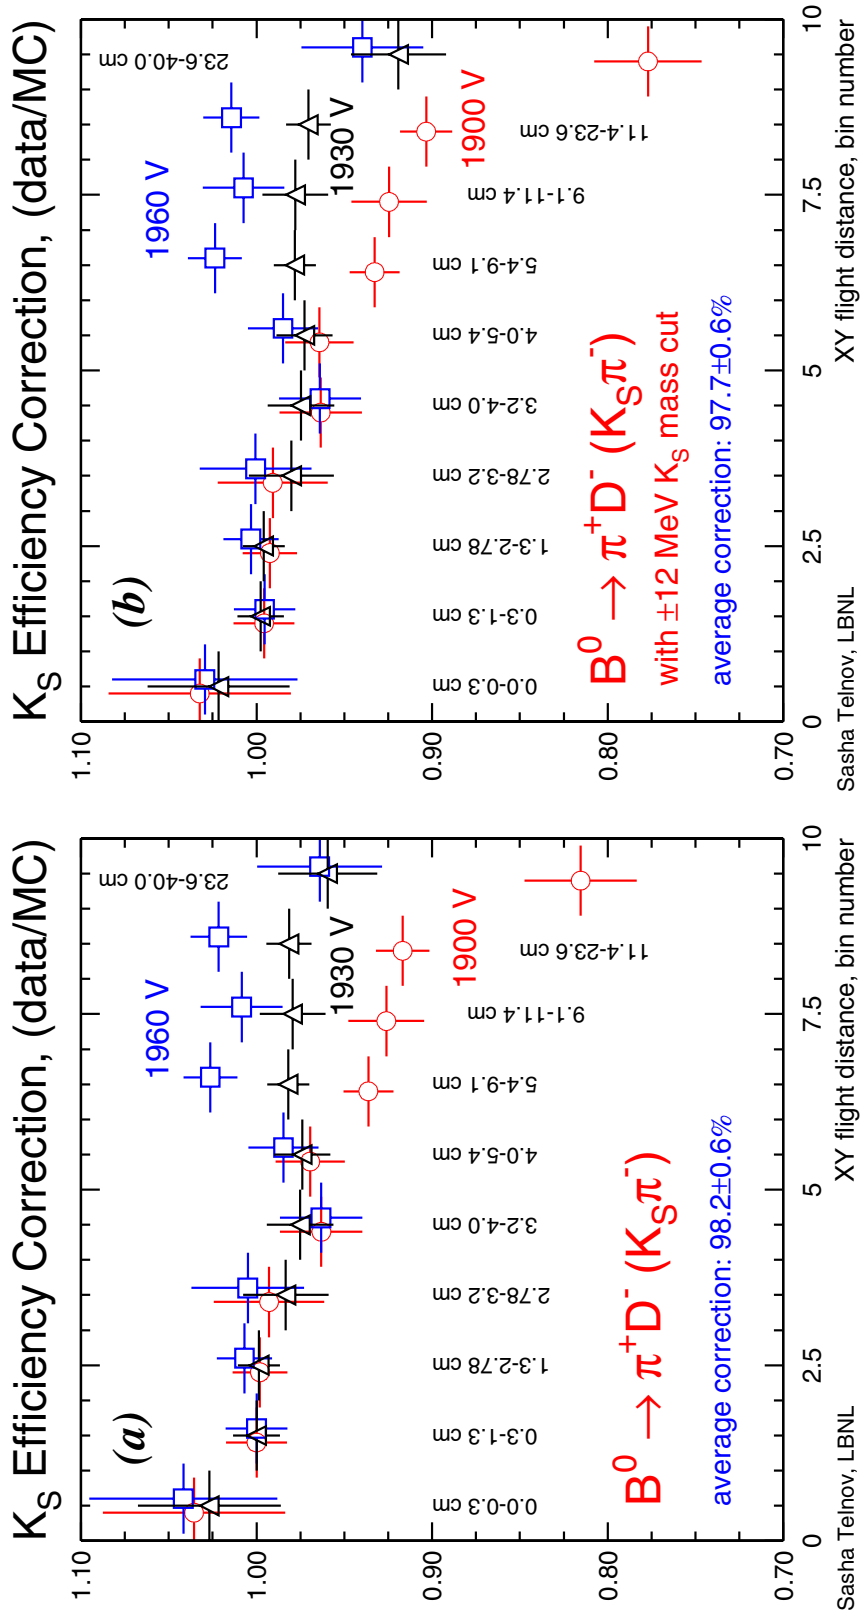 K_S Efficiency Correction, (data/MC)
(a)
1.10
1.00
0.90
0.80
0.70
0
2.5
5
7.5
10
1960 V
1930 V
1900 V
0.0-0.3 cm
0.3-1.3 cm
1.3-2.78 cm
2.78-3.2 cm
3.2-4.0 cm
4.0-5.4 cm
5.4-9.1 cm
9.1-11.4 cm
11.4-23.6 cm
23.6-40.0 cm
B⁰ → π⁺D⁻ (K_Sπ⁻)
average correction: 98.2±0.6%
XY flight distance, bin number
Sasha Telnov, LBNL
K_S Efficiency Correction, (data/MC)
(b)
1.10
1.00
0.90
0.80
0.70
0
2.5
5
7.5
10
1960 V
1930 V
1900 V
0.0-0.3 cm
0.3-1.3 cm
1.3-2.78 cm
2.78-3.2 cm
3.2-4.0 cm
4.0-5.4 cm
5.4-9.1 cm
9.1-11.4 cm
11.4-23.6 cm
23.6-40.0 cm
B⁰ → π⁺D⁻ (K_Sπ⁻)
with ±12 MeV K_S mass cut
average correction: 97.7±0.6%
XY flight distance, bin number
Sasha Telnov, LBNL